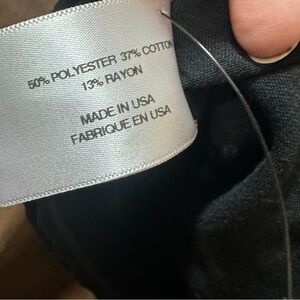 50% POLYESTER 37% COTTON
13% RAYON
MADE IN USA
FABRIQUE EN USA